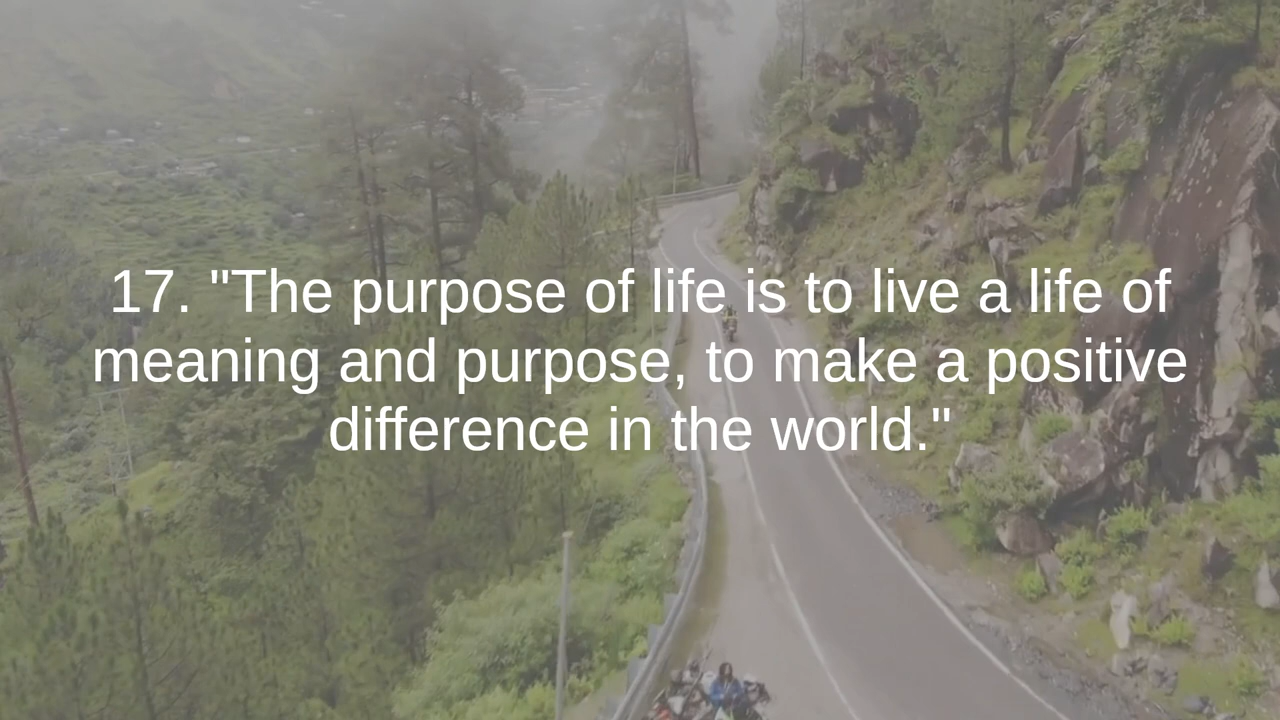 17. "The purpose of life is to live a life of
meaning and purpose, to make a positive
difference in the world."